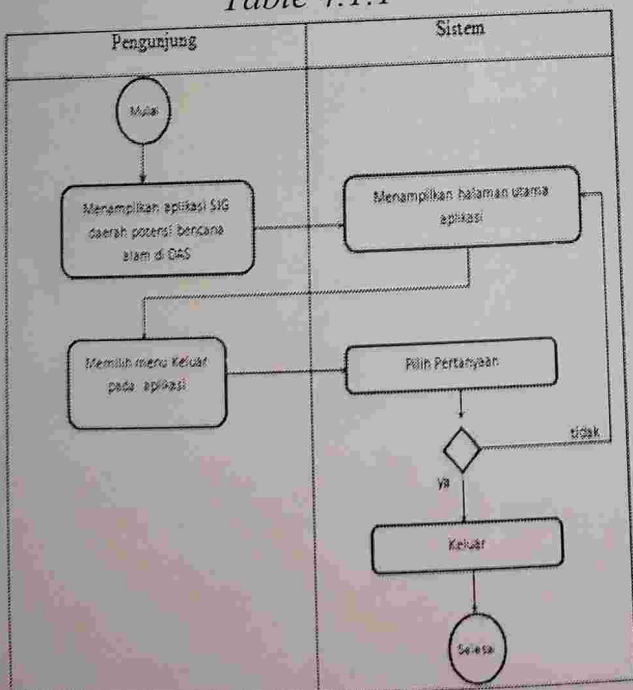 Table 4.1.1
Pengunjung
Sistem
Mulai
Menampilkan aplikasi SIG
daerah potensi bencana
alam di DAS
Menampilkan halaman utama
aplikasi
Memilih menu Keluar
pada aplikasi
Pilih Pertanyaan
tidak
ya
Keluar
Selesai